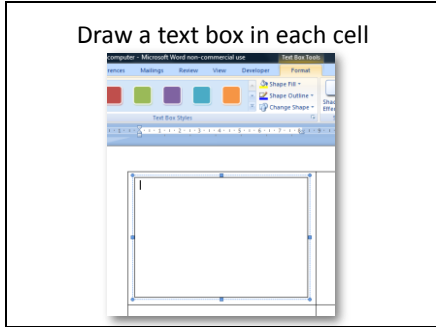 Draw a text box in each cell
computer - Microsoft Word non-commercial use Text Box Tools
rences Mailings Review View Developer Format
Shape Fill
Shape Outline
Change Shape
Text Box Styles